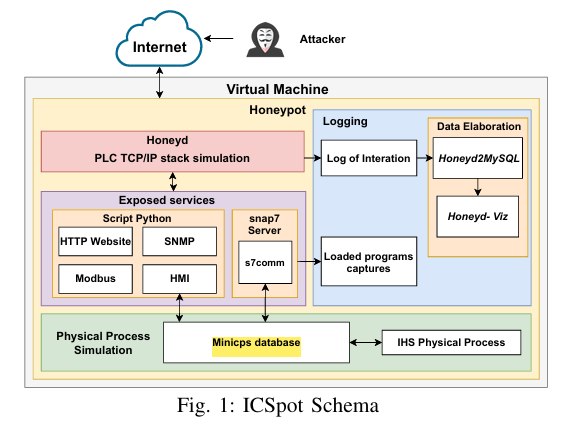 Internet
Attacker
Virtual Machine
Honeypot
Honeyd
PLC TCP/IP stack simulation
Logging
Log of Interation
Data Elaboration
Honeyd2MySQL
Honeyd- Viz
Exposed services
Script Python
HTTP Website
SNMP
Modbus
HMI
snap7
Server
s7comm
Loaded programs
captures
Physical Process
Simulation
Minicps database
IHS Physical Process
Fig. 1: ICSpot Schema